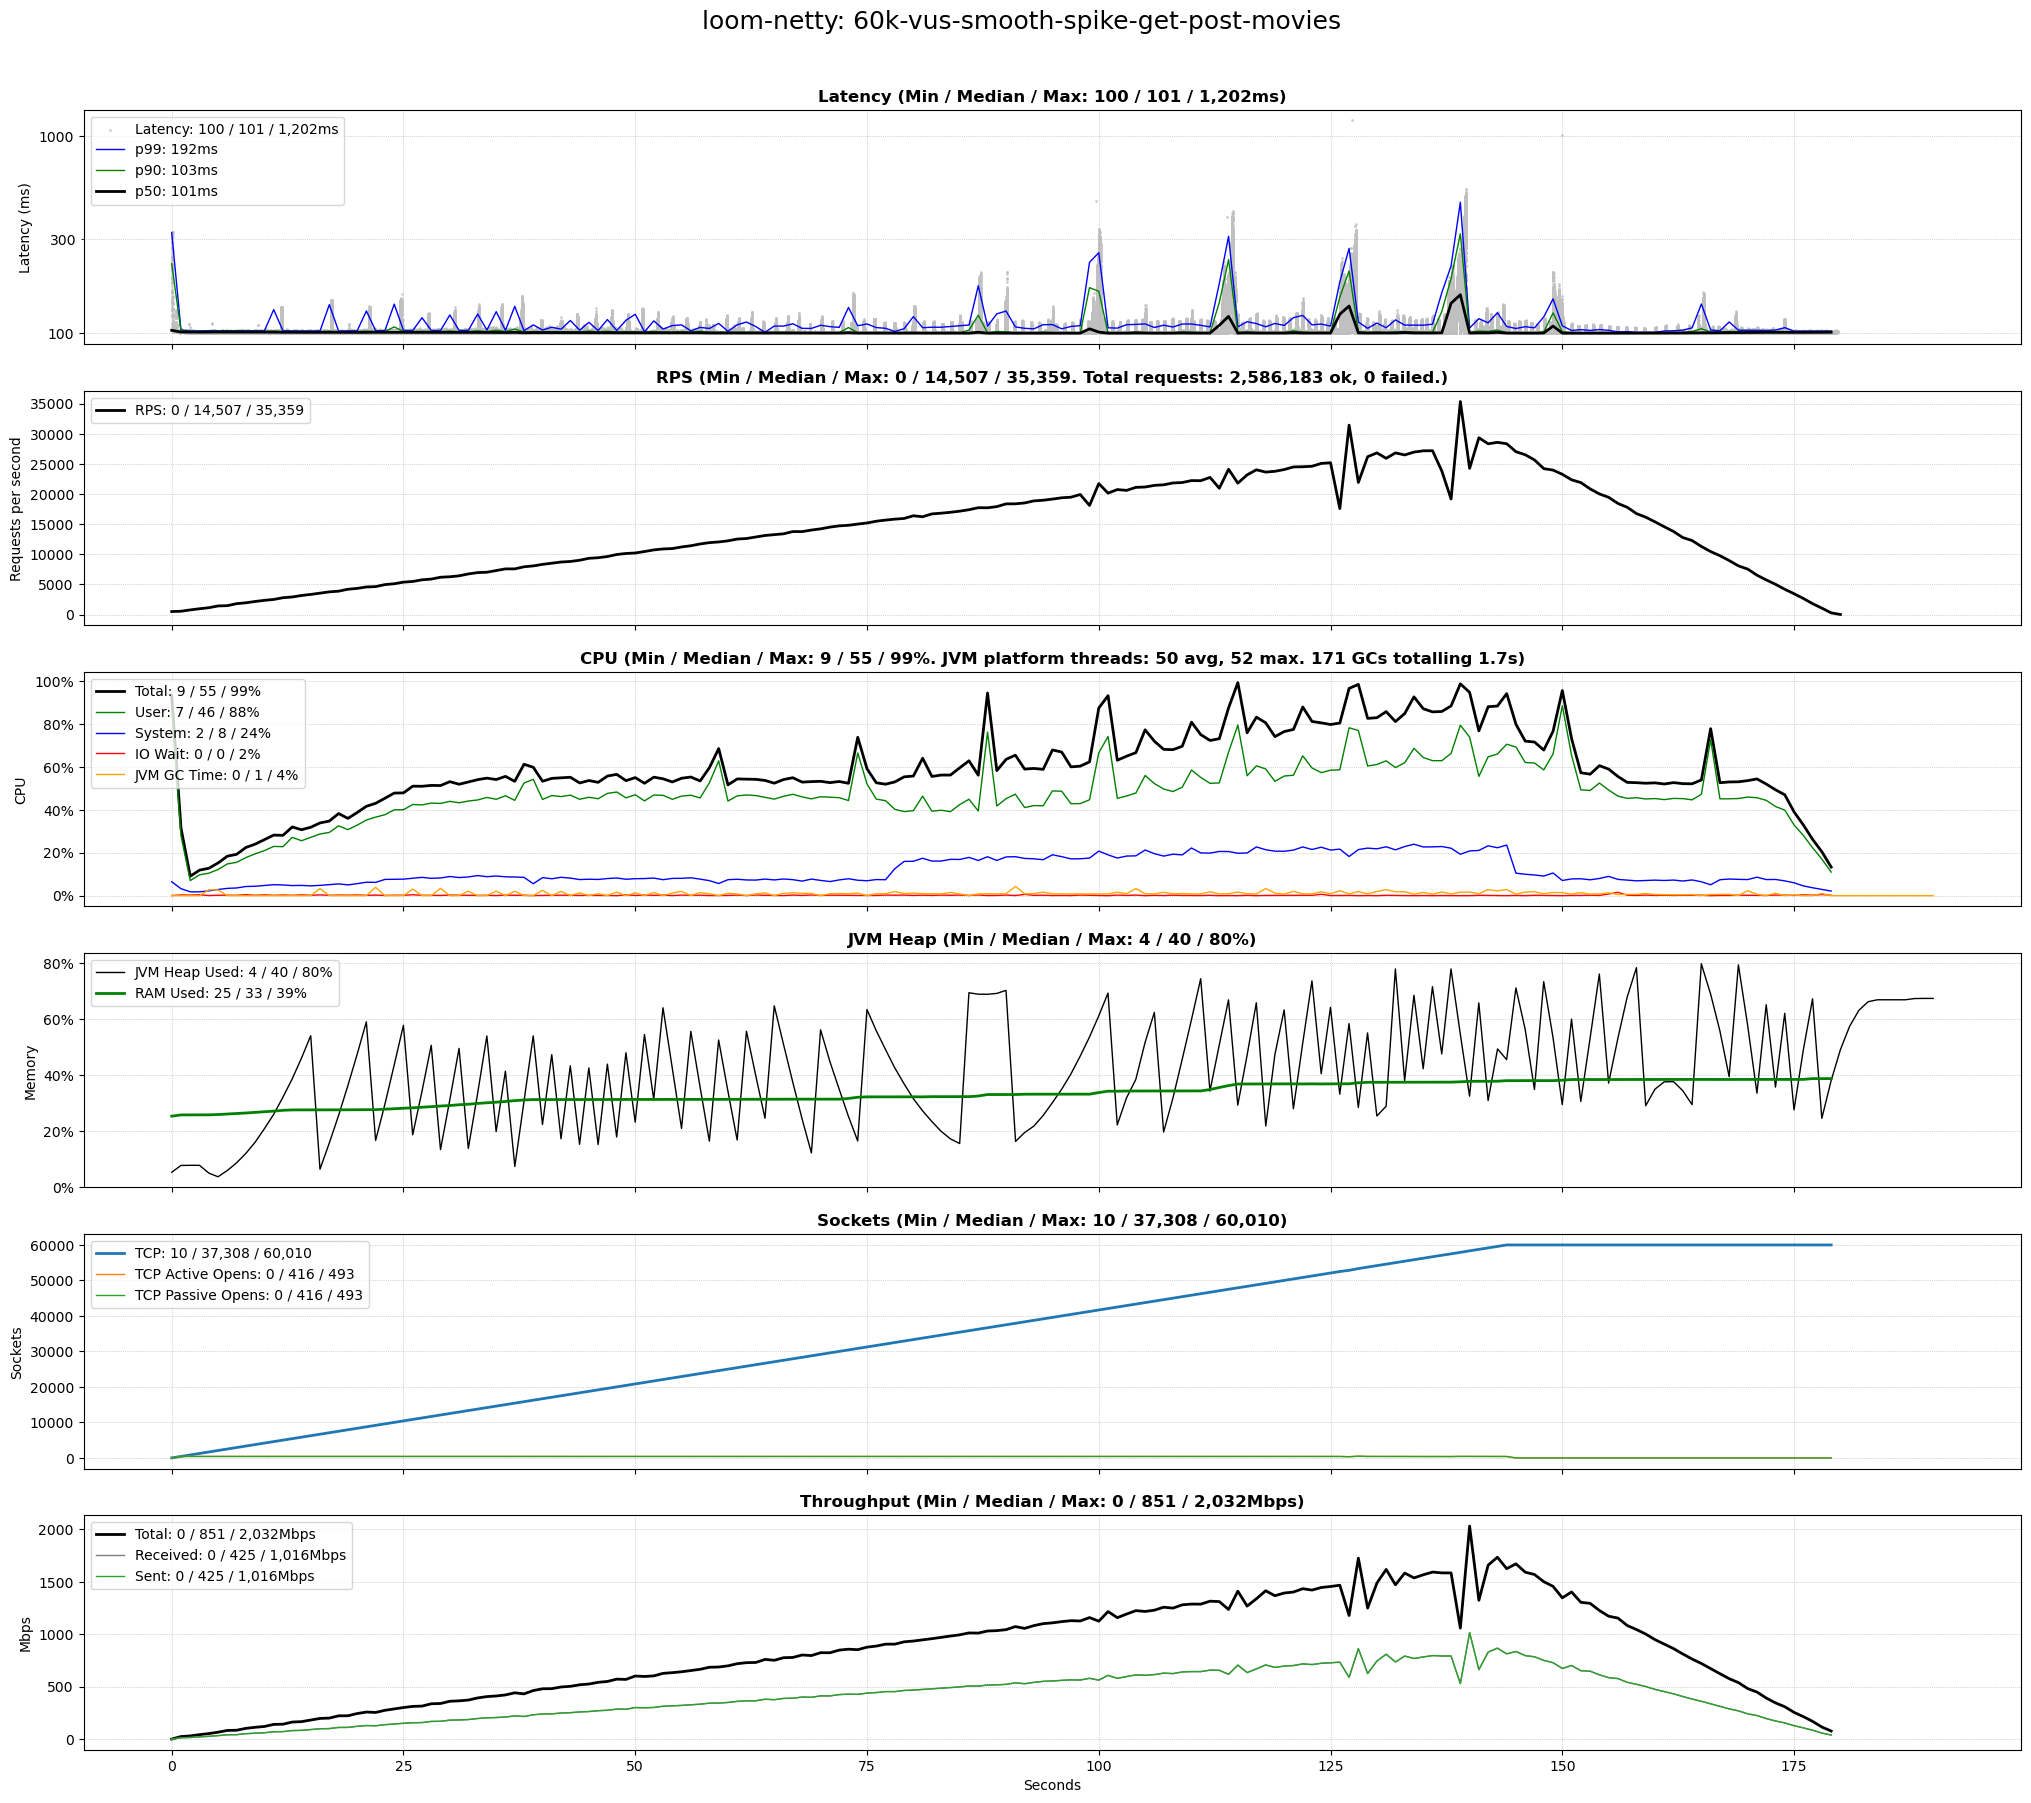 loom-netty: 60k-vus-smooth-spike-get-post-movies
Latency (Min / Median / Max: 100 / 101 / 1,202ms)
Latency: 100 / 101 / 1,202ms
p99: 192ms
p90: 103ms
p50: 101ms
1000
300
100
Latency (ms)
RPS (Min / Median / Max: 0 / 14,507 / 35,359. Total requests: 2,586,183 ok, 0 failed.)
RPS: 0 / 14,507 / 35,359
35000
30000
25000
20000
15000
10000
5000
0
Requests per second
CPU (Min / Median / Max: 9 / 55 / 99%. JVM platform threads: 50 avg, 52 max. 171 GCs totalling 1.7s)
Total: 9 / 55 / 99%
User: 7 / 46 / 88%
System: 2 / 8 / 24%
IO Wait: 0 / 0 / 2%
JVM GC Time: 0 / 1 / 4%
100%
80%
60%
40%
20%
0%
CPU
JVM Heap (Min / Median / Max: 4 / 40 / 80%)
JVM Heap Used: 4 / 40 / 80%
RAM Used: 25 / 33 / 39%
80%
60%
40%
20%
0%
Memory
Sockets (Min / Median / Max: 10 / 37,308 / 60,010)
TCP: 10 / 37,308 / 60,010
TCP Active Opens: 0 / 416 / 493
TCP Passive Opens: 0 / 416 / 493
60000
50000
40000
30000
20000
10000
0
Sockets
Throughput (Min / Median / Max: 0 / 851 / 2,032Mbps)
Total: 0 / 851 / 2,032Mbps
Received: 0 / 425 / 1,016Mbps
Sent: 0 / 425 / 1,016Mbps
2000
1500
1000
500
0
Mbps
0 25 50 75 100 125 150 175
Seconds